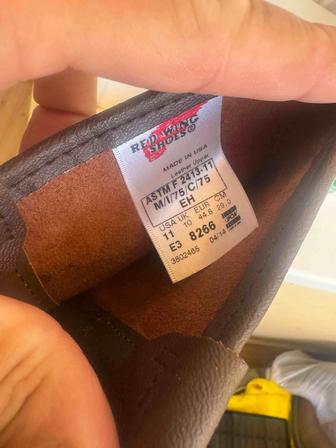 RED WING
SHOES®
MADE IN USA
Leather Upper
ASTM F 2413-11
M/I/75/C/75
EH
USA UK EUR CM
11 10 44.5 29.0
E3 8266
3802465 04/14